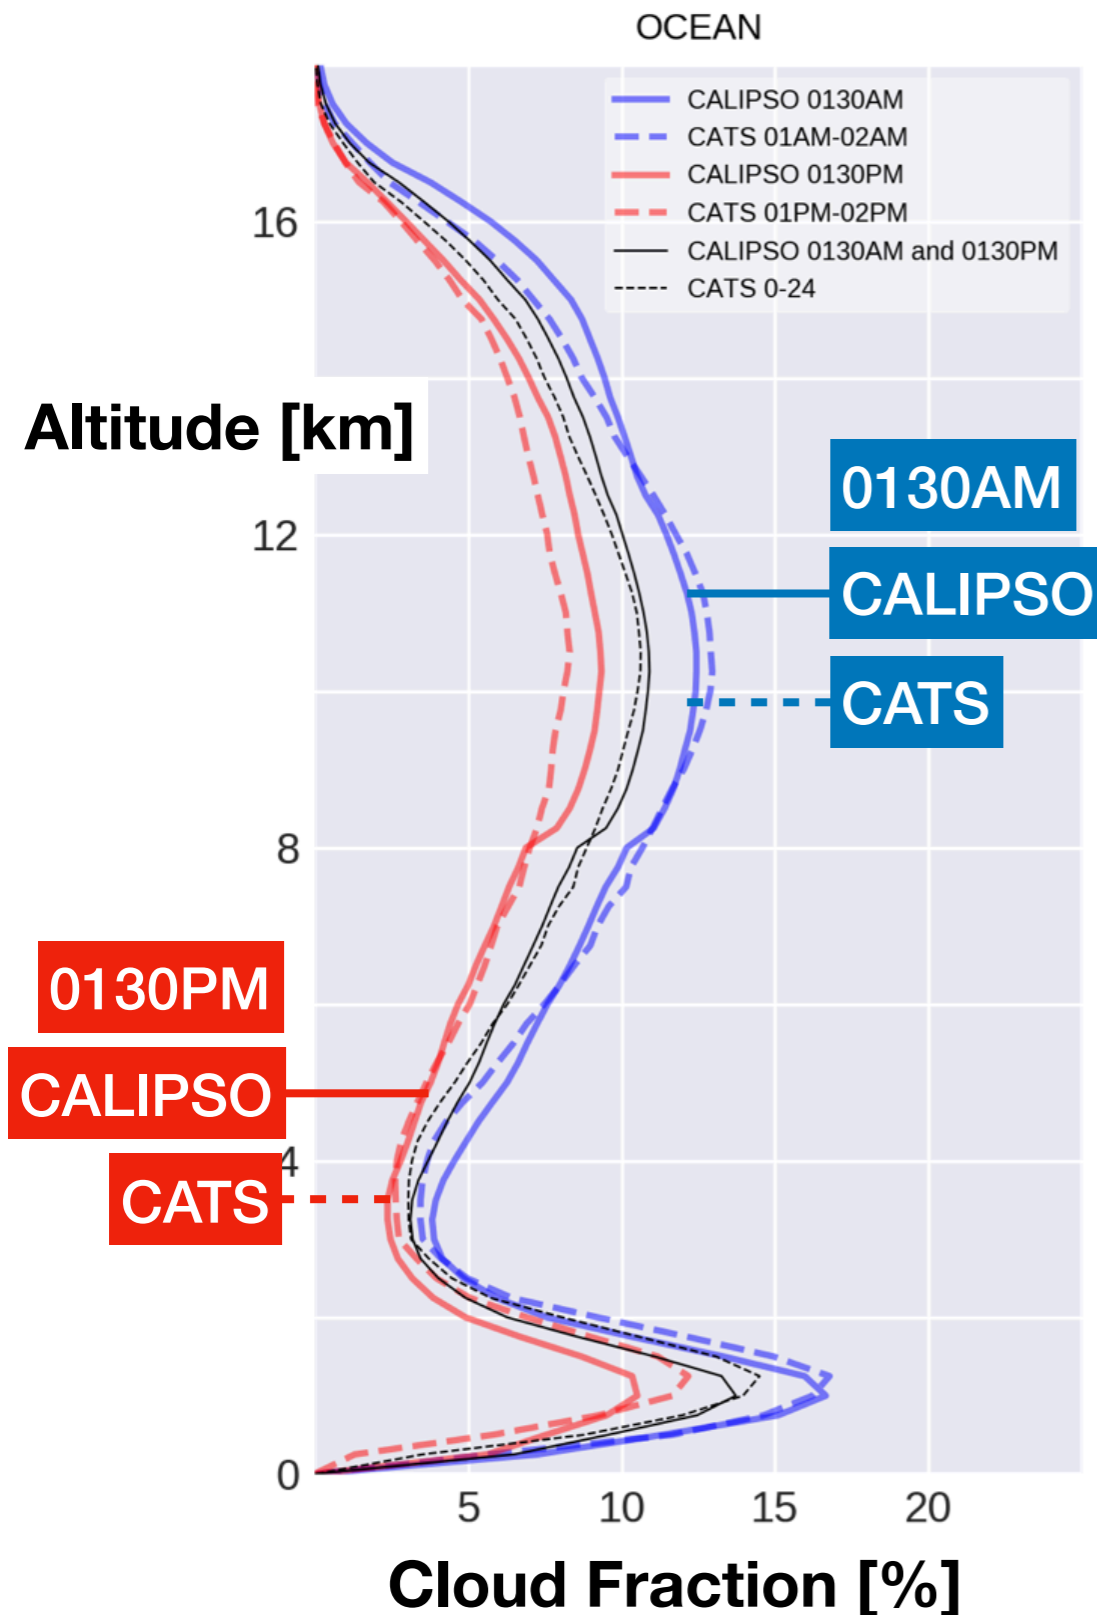 OCEAN
CALIPSO 0130AM
CATS 01AM-02AM
CALIPSO 0130PM
CATS 01PM-02PM
CALIPSO 0130AM and 0130PM
CATS 0-24
16
Altitude [km]
0130AM
12
CALIPSO
CATS
8
0130PM
CALIPSO
4
CATS
0
5 10 15 20
Cloud Fraction [%]